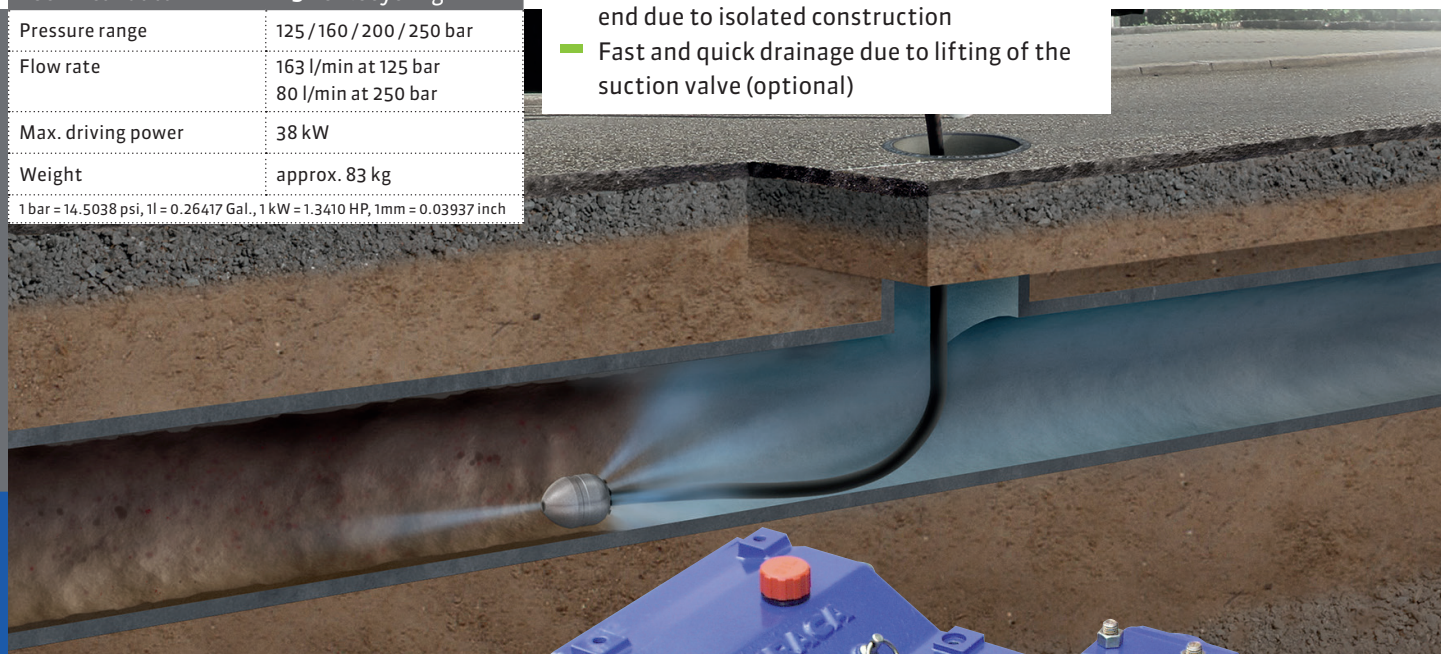 Pressure range 125 / 160 / 200 / 250 bar
Flow rate 163 l/min at 125 bar
80 l/min at 250 bar
Max. driving power 38 kW
Weight approx. 83 kg
1 bar = 14.5038 psi, 1l = 0.26417 Gal., 1 kW = 1.3410 HP, 1mm = 0.03937 inch
end due to isolated construction
Fast and quick drainage due to lifting of the
suction valve (optional)